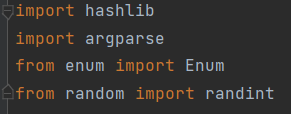 import hashlib
import argparse
from enum import Enum
from random import randint